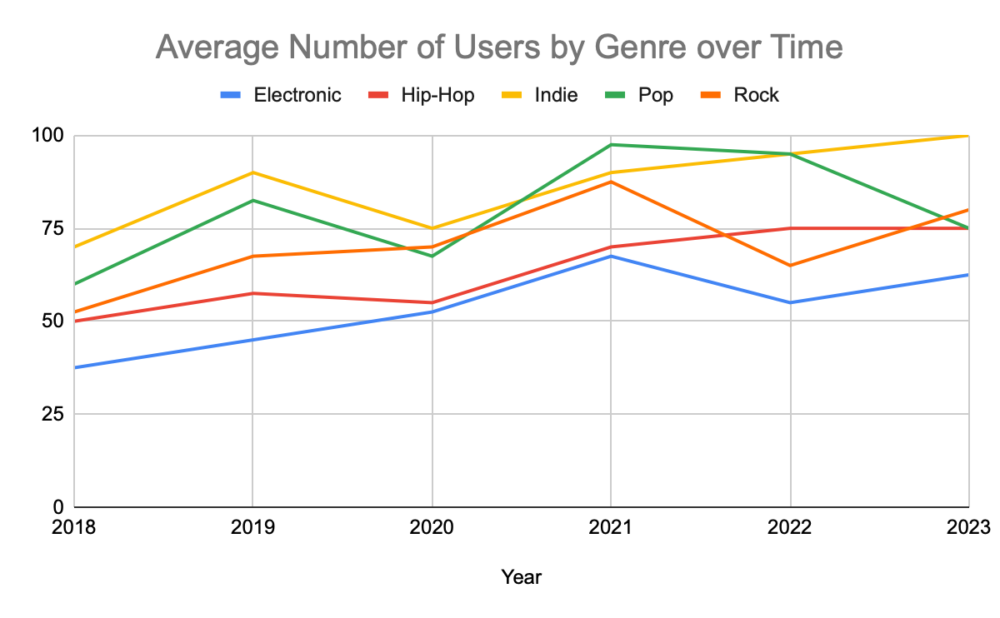 Average Number of Users by Genre over Time
Electronic Hip-Hop Indie Pop Rock
100
75
50
25
0
2018 2019 2020 2021 2022 2023
Year